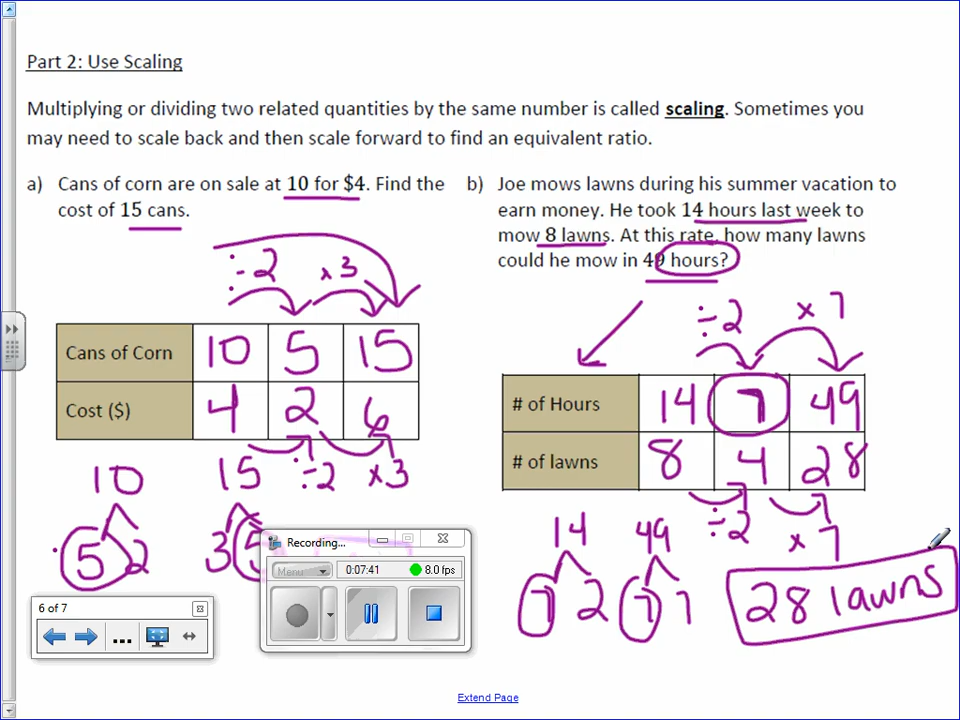 Part 2: Use Scaling
Multiplying or dividing two related quantities by the same number is called scaling. Sometimes you
may need to scale back and then scale forward to find an equivalent ratio.
a) Cans of corn are on sale at 10 for $4. Find the
cost of 15 cans.
÷2 ×3
Cans of Corn 10 5 15
Cost ($) 4 2 6
÷2 ×3
10 15
5 2 3 5
b) Joe mows lawns during his summer vacation to
earn money. He took 14 hours last week to
mow 8 lawns. At this rate, how many lawns
could he mow in 49 hours?
÷2 ×7
# of Hours 14 7 49
# of lawns 8 4 28
÷2 ×7
14 49
7 2 7 7
28 lawns
Recording...
Menu 0:07:41 8.0 fps
6 of 7
...
Extend Page